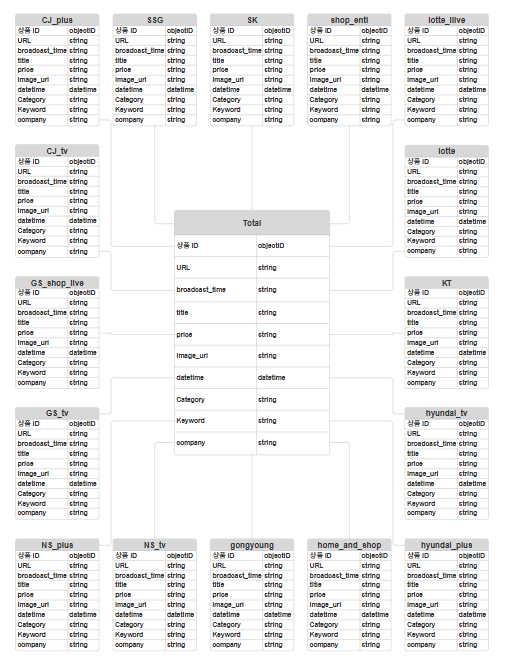 CJ_plus
상품 ID objectID
URL string
broadcast_time string
title string
price string
image_url string
datetime datetime
Category string
Keyword string
company string
SSG
상품 ID objectID
URL string
broadcast_time string
title string
price string
image_url string
datetime datetime
Category string
Keyword string
company string
SK
상품 ID objectID
URL string
broadcast_time string
title string
price string
image_url string
datetime datetime
Category string
Keyword string
company string
shop_enti
상품 ID objectID
URL string
broadcast_time string
title string
price string
image_url string
datetime datetime
Category string
Keyword string
company string
lotte_liive
상품 ID objectID
URL string
broadcast_time string
title string
price string
image_url string
datetime datetime
Category string
Keyword string
company string
CJ_tv
상품 ID objectID
URL string
broadcast_time string
title string
price string
image_url string
datetime datetime
Category string
Keyword string
company string
lotte
상품 ID objectID
URL string
broadcast_time string
title string
price string
image_url string
datetime datetime
Category string
Keyword string
company string
Total
상품 ID objectID
URL string
broadcast_time string
title string
price string
image_url string
datetime datetime
Category string
Keyword string
company string
GS_shop_live
상품 ID objectID
URL string
broadcast_time string
title string
price string
image_url string
datetime datetime
Category string
Keyword string
company string
KT
상품 ID objectID
URL string
broadcast_time string
title string
price string
image_url string
datetime datetime
Category string
Keyword string
company string
GS_tv
상품 ID objectID
URL string
broadcast_time string
title string
price string
image_url string
datetime datetime
Category string
Keyword string
company string
hyundai_tv
상품 ID objectID
URL string
broadcast_time string
title string
price string
image_url string
datetime datetime
Category string
Keyword string
company string
NS_plus
상품 ID objectID
URL string
broadcast_time string
title string
price string
image_url string
datetime datetime
Category string
Keyword string
company string
NS_tv
상품 ID objectID
URL string
broadcast_time string
title string
price string
image_url string
datetime datetime
Category string
Keyword string
company string
gongyoung
상품 ID objectID
URL string
broadcast_time string
title string
price string
image_url string
datetime datetime
Category string
Keyword string
company string
home_and_shop
상품 ID objectID
URL string
broadcast_time string
title string
price string
image_url string
datetime datetime
Category string
Keyword string
company string
hyundai_plus
상품 ID objectID
URL string
broadcast_time string
title string
price string
image_url string
datetime datetime
Category string
Keyword string
company string